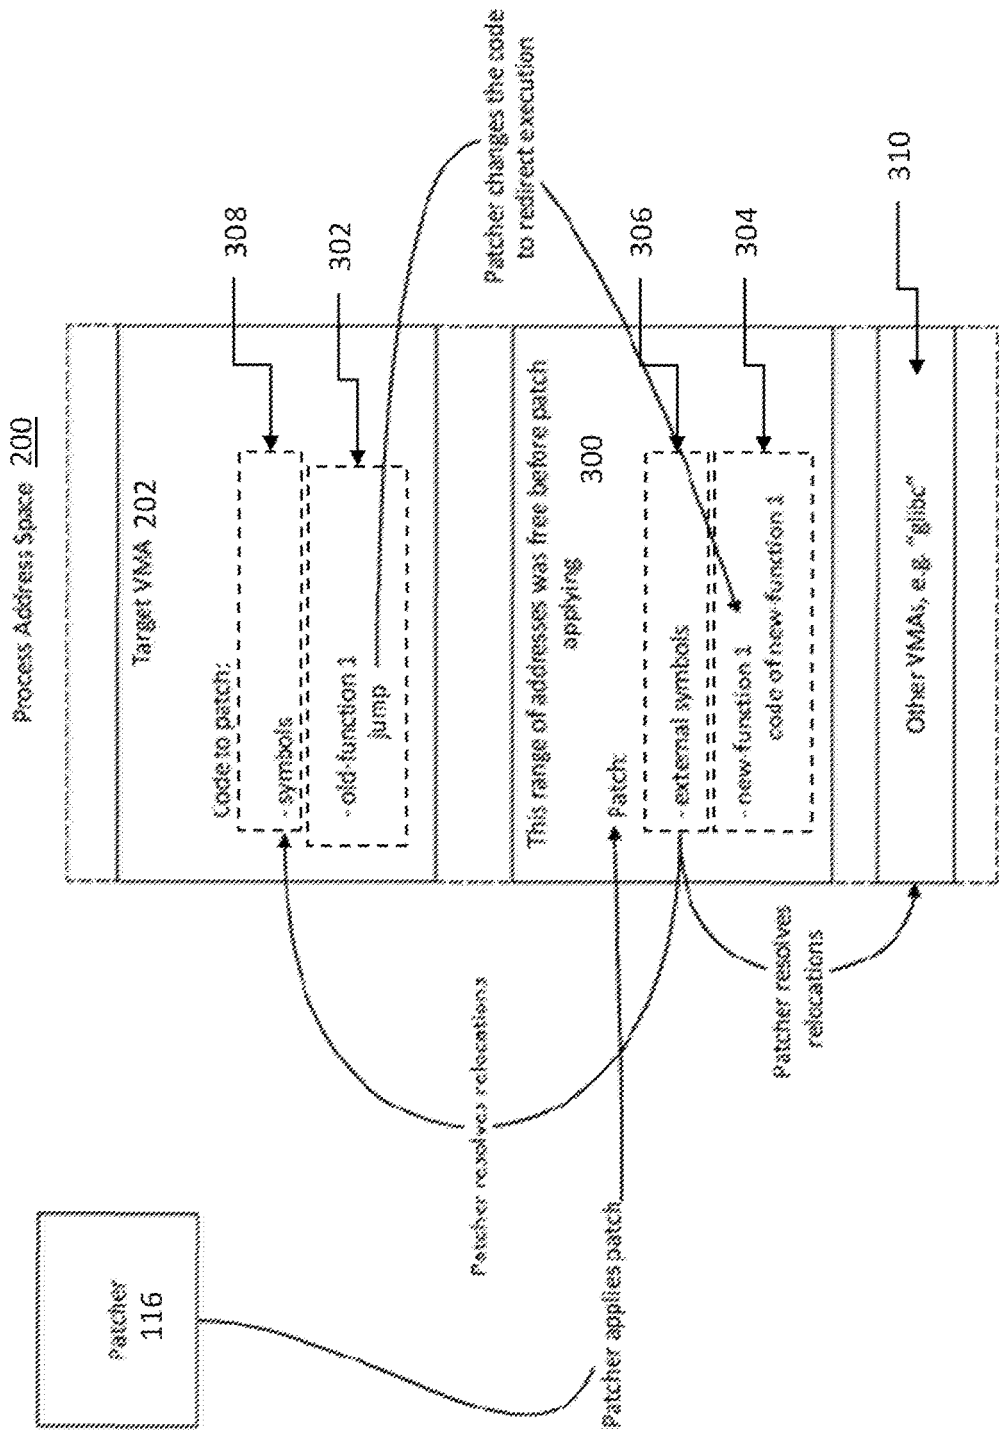 Process Address Space 200
Target VMA 202
Code to patch:
- symbols
- old-function 1
jump
308
302
Patcher changes the code
to redirect execution
This range of addresses was free before patch
applying
300
Patch:
- external symbols
- new function 1
code of new function 1
306
304
Other VMAs, e.g. "glibc"
310
Patcher
116
Patcher resolves relocations
Patcher applies patch
Patcher resolves
relocations